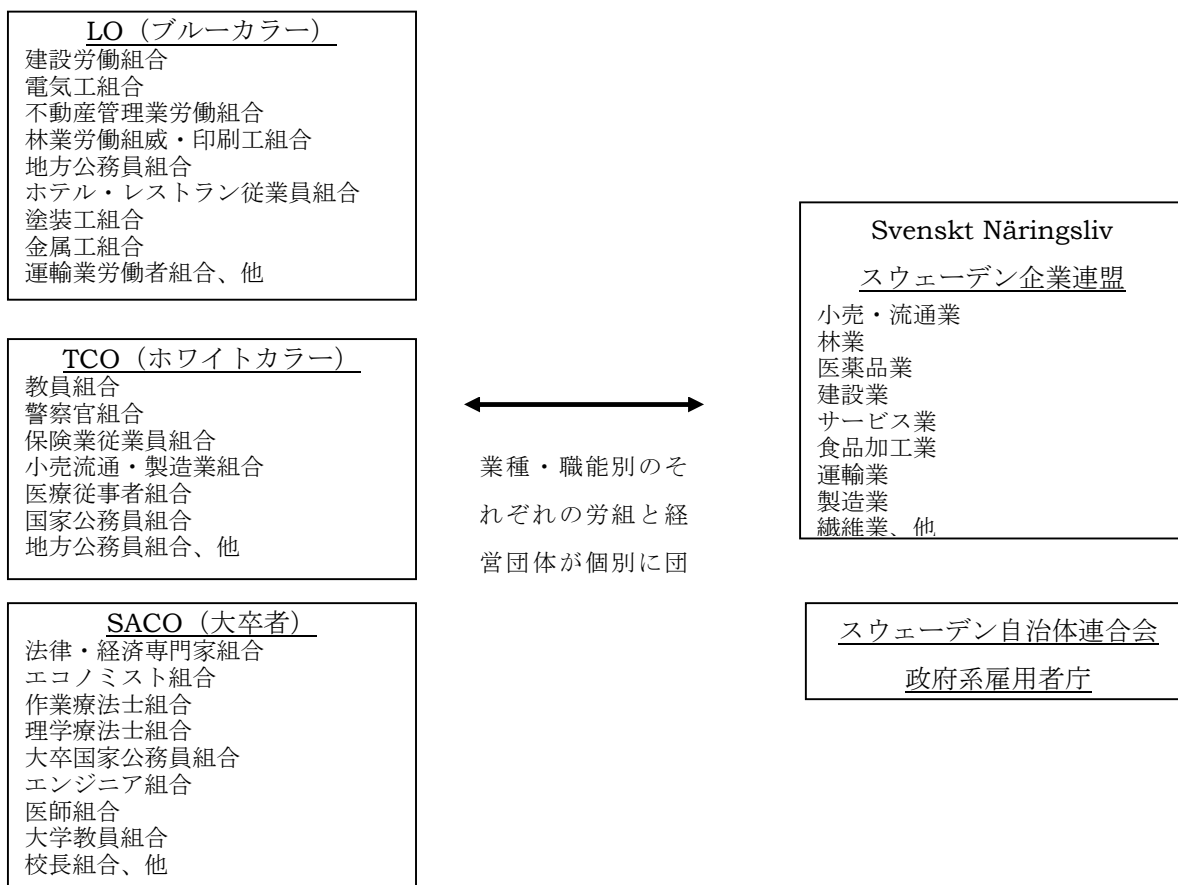 LO（ブルーカラー）
建設労働組合
電気工組合
不動産管理業労働組合
林業労働組威・印刷工組合
地方公務員組合
ホテル・レストラン従業員組合
塗装工組合
金属工組合
運輸業労働者組合、他
TCO（ホワイトカラー）
教員組合
警察官組合
保険業従業員組合
小売流通・製造業組合
医療従事者組合
国家公務員組合
地方公務員組合、他
SACO（大卒者）
法律・経済専門家組合
エコノミスト組合
作業療法士組合
理学療法士組合
大卒国家公務員組合
エンジニア組合
医師組合
大学教員組合
校長組合、他
業種・職能別のそ
れぞれの労組と経
営団体が個別に団
Svenskt Näringsliv
スウェーデン企業連盟
小売・流通業
林業
医薬品業
建設業
サービス業
食品加工業
運輸業
製造業
繊維業、他
スウェーデン自治体連合会
政府系雇用者庁